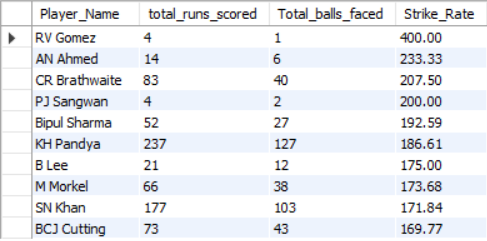 Player_Name total_runs_scored Total_balls_faced Strike_Rate
RV Gomez 4 1 400.00
AN Ahmed 14 6 233.33
CR Brathwaite 83 40 207.50
PJ Sangwan 4 2 200.00
Bipul Sharma 52 27 192.59
KH Pandya 237 127 186.61
B Lee 21 12 175.00
M Morkel 66 38 173.68
SN Khan 177 103 171.84
BCJ Cutting 73 43 169.77